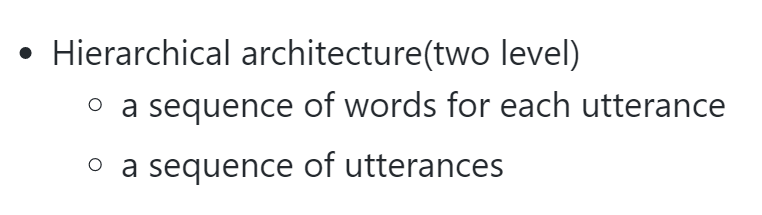 • Hierarchical architecture(two level)
◦ a sequence of words for each utterance
◦ a sequence of utterances